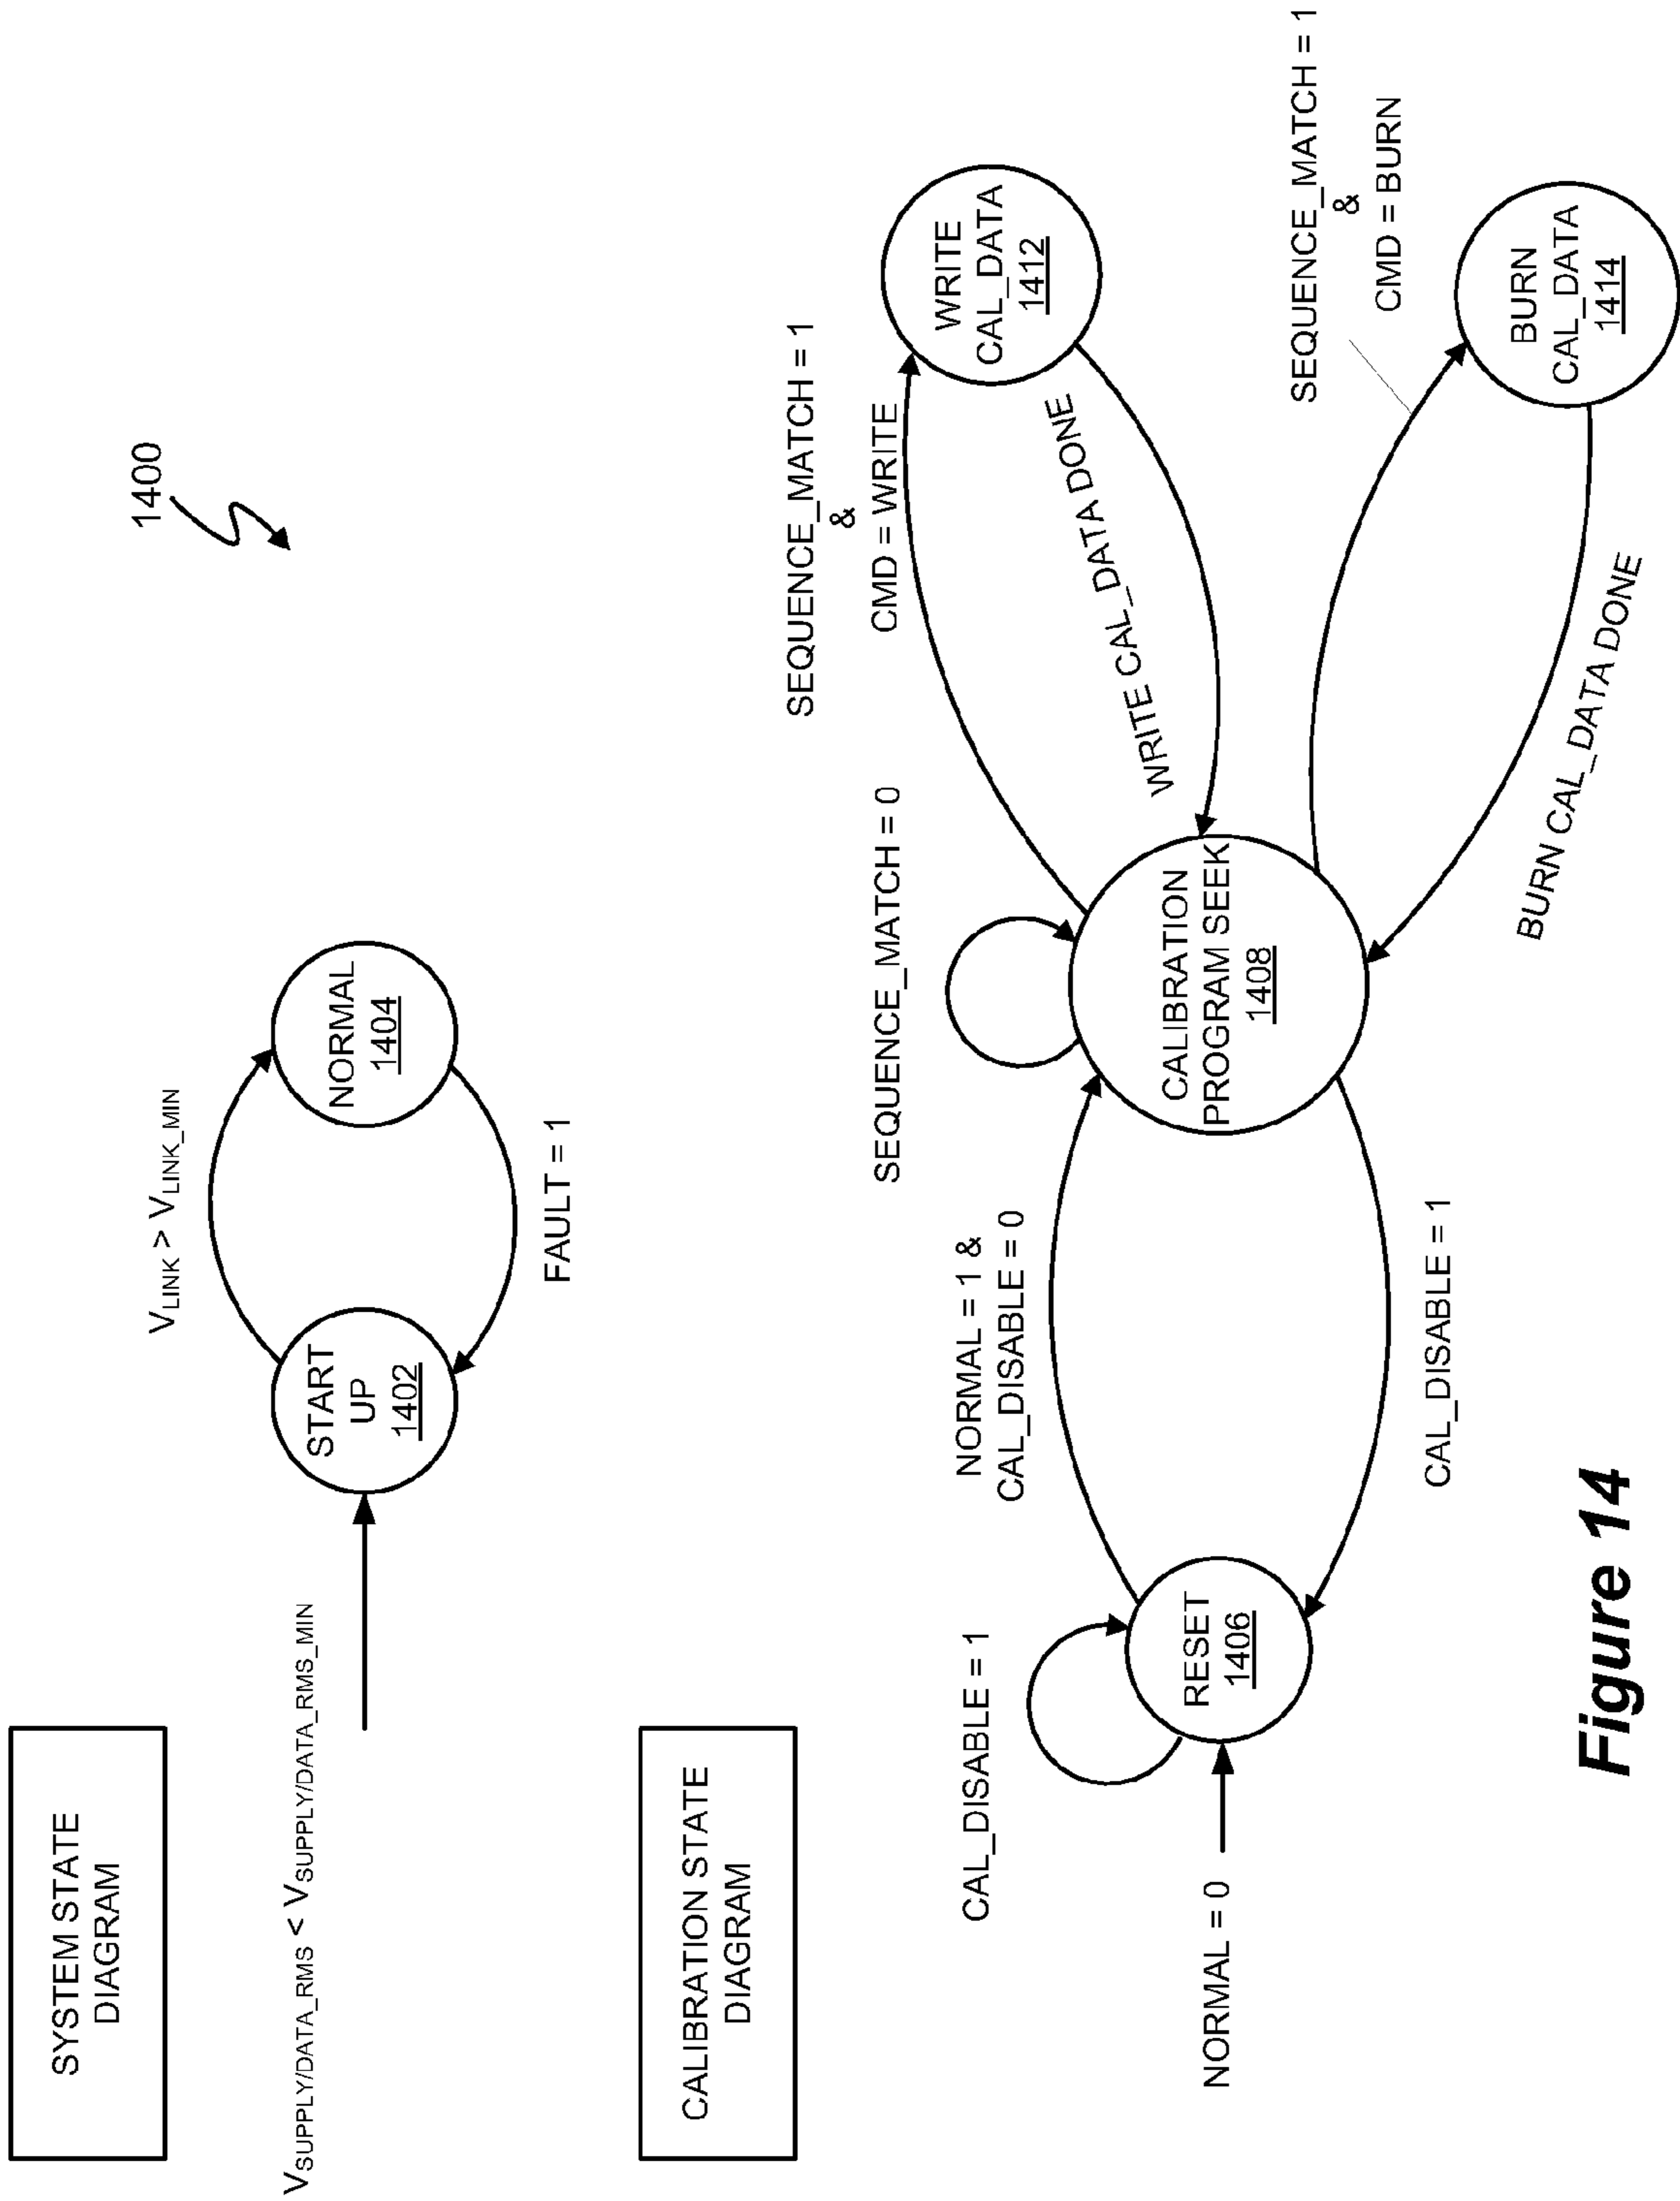 1400
SYSTEM STATE
DIAGRAM
VSUPPLY/DATA_RMS < VSUPPLY/DATA_RMS_MIN
START
UP
1402
VLINK > VLINK_MIN
NORMAL
1404
FAULT = 1
CALIBRATION STATE
DIAGRAM
NORMAL = 0
CAL_DISABLE = 1
RESET
1406
NORMAL = 1 &
CAL_DISABLE = 0
CAL_DISABLE = 1
SEQUENCE_MATCH = 0
CALIBRATION
PROGRAM SEEK
1408
SEQUENCE_MATCH = 1
&
CMD = WRITE
WRITE
CAL_DATA
1412
WRITE CAL_DATA DONE
SEQUENCE_MATCH = 1
&
CMD = BURN
BURN
CAL_DATA
1414
BURN CAL_DATA DONE
Figure 14